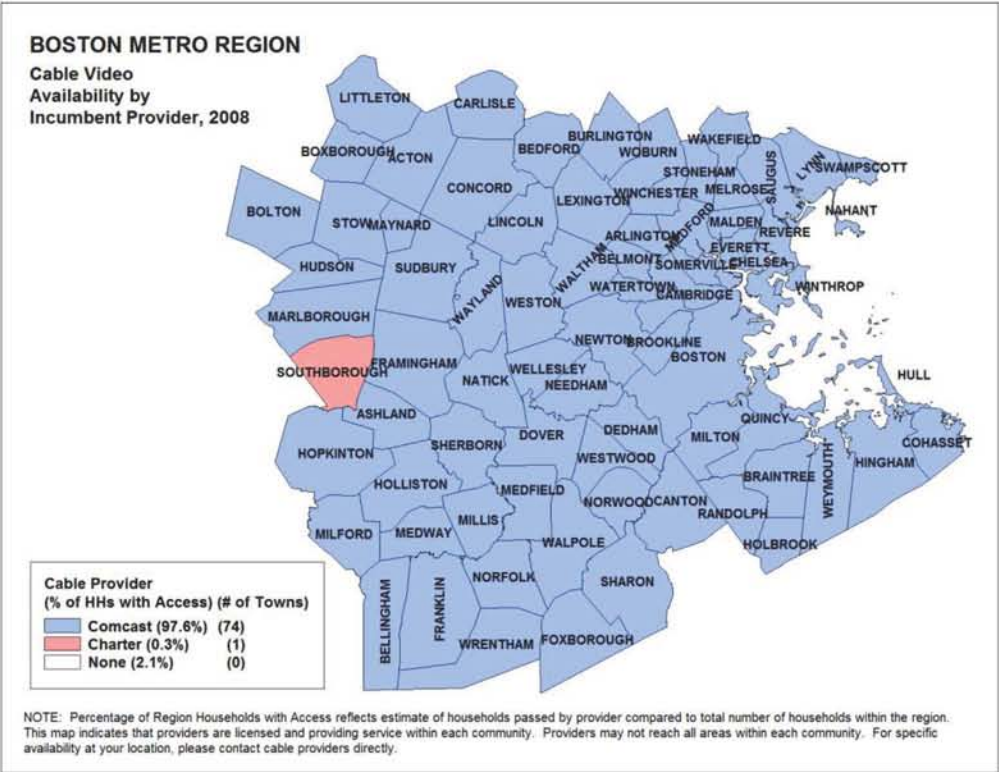 BOSTON METRO REGION
Cable Video
Availability by
Incumbent Provider, 2008
LITTLETON
CARLISLE
BURLINGTON
WAKEFIELD
BOXBOROUGH
ACTON
BEDFORD
WOBURN
STONEHAM
SAUGUS
LYNN
SWAMPSCOTT
CONCORD
LEXINGTON
WINCHESTER
MELROSE
BOLTON
STOW
MAYNARD
LINCOLN
ARLINGTON
MEDFORD
MALDEN
NAHANT
REVERE
EVERETT
HUDSON
SUDBURY
WALTHAM
BELMONT
SOMERVILLE
CHELSEA
WAYLAND
WESTON
WATERTOWN
CAMBRIDGE
WINTHROP
MARLBOROUGH
NEWTON
BROOKLINE
BOSTON
SOUTHBOROUGH
FRAMINGHAM
NATICK
WELLESLEY
NEEDHAM
HULL
ASHLAND
QUINCY
HOPKINTON
SHERBORN
DOVER
DEDHAM
MILTON
COHASSET
WESTWOOD
HINGHAM
HOLLISTON
MEDFIELD
NORWOOD
CANTON
BRAINTREE
WEYMOUTH
RANDOLPH
MILFORD
MEDWAY
MILLIS
WALPOLE
HOLBROOK
BELLINGHAM
FRANKLIN
NORFOLK
SHARON
WRENTHAM
FOXBOROUGH
Cable Provider
(% of HHs with Access) (# of Towns)
Comcast (97.6%) (74)
Charter (0.3%) (1)
None (2.1%) (0)
NOTE: Percentage of Region Households with Access reflects estimate of households passed by provider compared to total number of households within the region.
This map indicates that providers are licensed and providing service within each community. Providers may not reach all areas within each community. For specific
availability at your location, please contact cable providers directly.